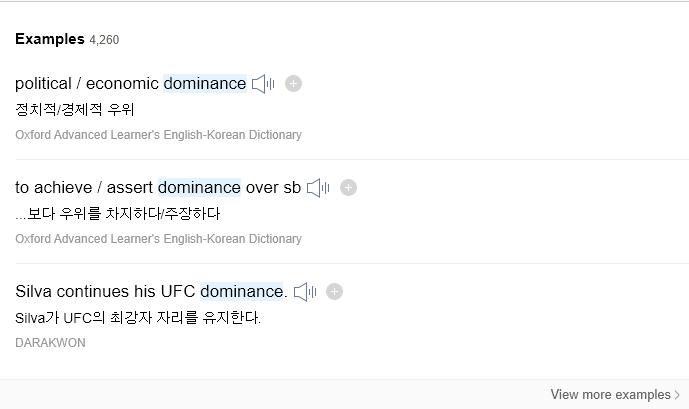 Examples 4,260
political / economic dominance
정치적/경제적 우위
Oxford Advanced Learner's English-Korean Dictionary
to achieve / assert dominance over sb
...보다 우위를 차지하다/주장하다
Oxford Advanced Learner's English-Korean Dictionary
Silva continues his UFC dominance.
Silva가 UFC의 최강자 자리를 유지한다.
DARAKWON
View more examples